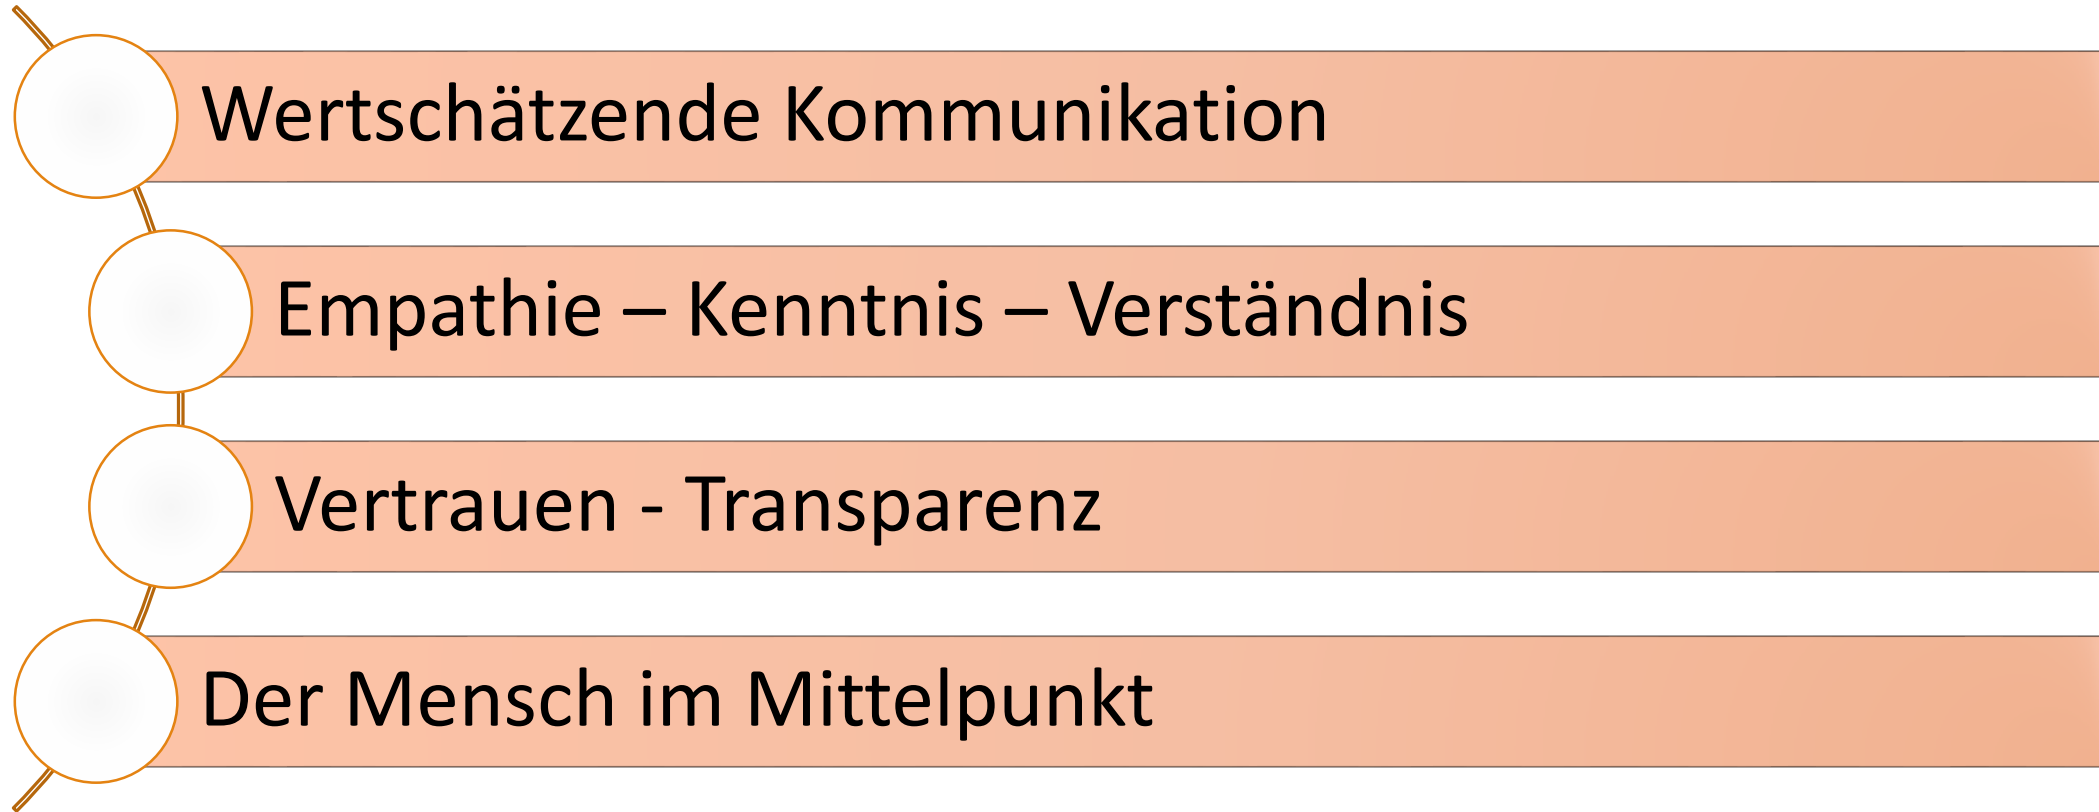 Wertschätzende Kommunikation
Empathie – Kenntnis – Verständnis
Vertrauen - Transparenz
Der Mensch im Mittelpunkt